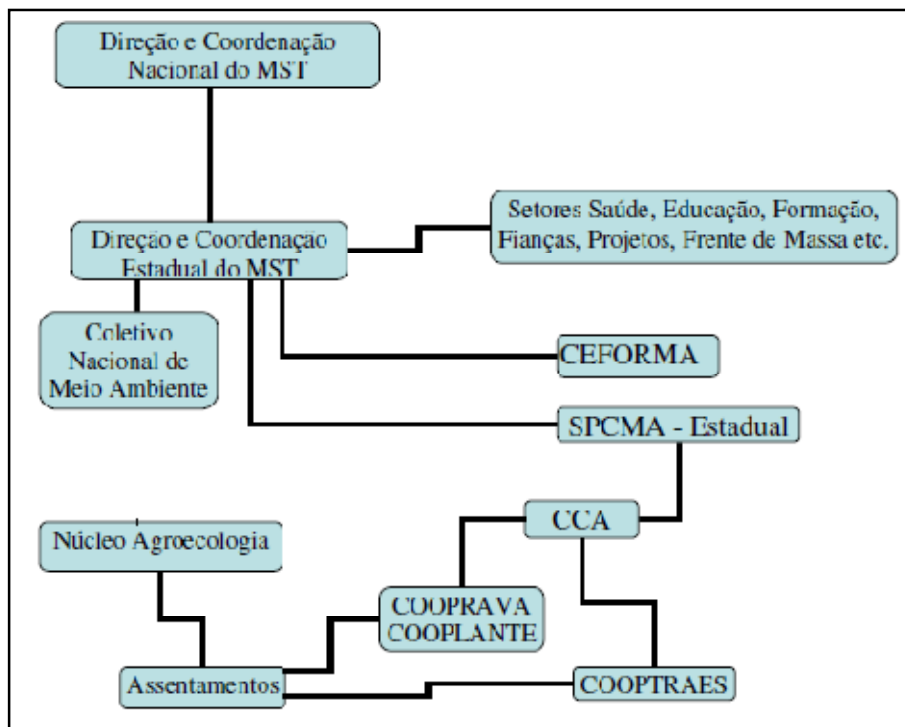 Direção e Coordenação
Nacional do MST
Setores Saúde, Educação, Formação,
Fianças, Projetos, Frente de Massa etc.
Direção e Coordenação
Estadual do MST
Coletivo
Nacional de
Meio Ambiente
CEFORMA
SPCMA - Estadual
CCA
Núcleo Agroecologia
COOPRAVA
COOPLANTE
Assentamentos
COOPTRAES